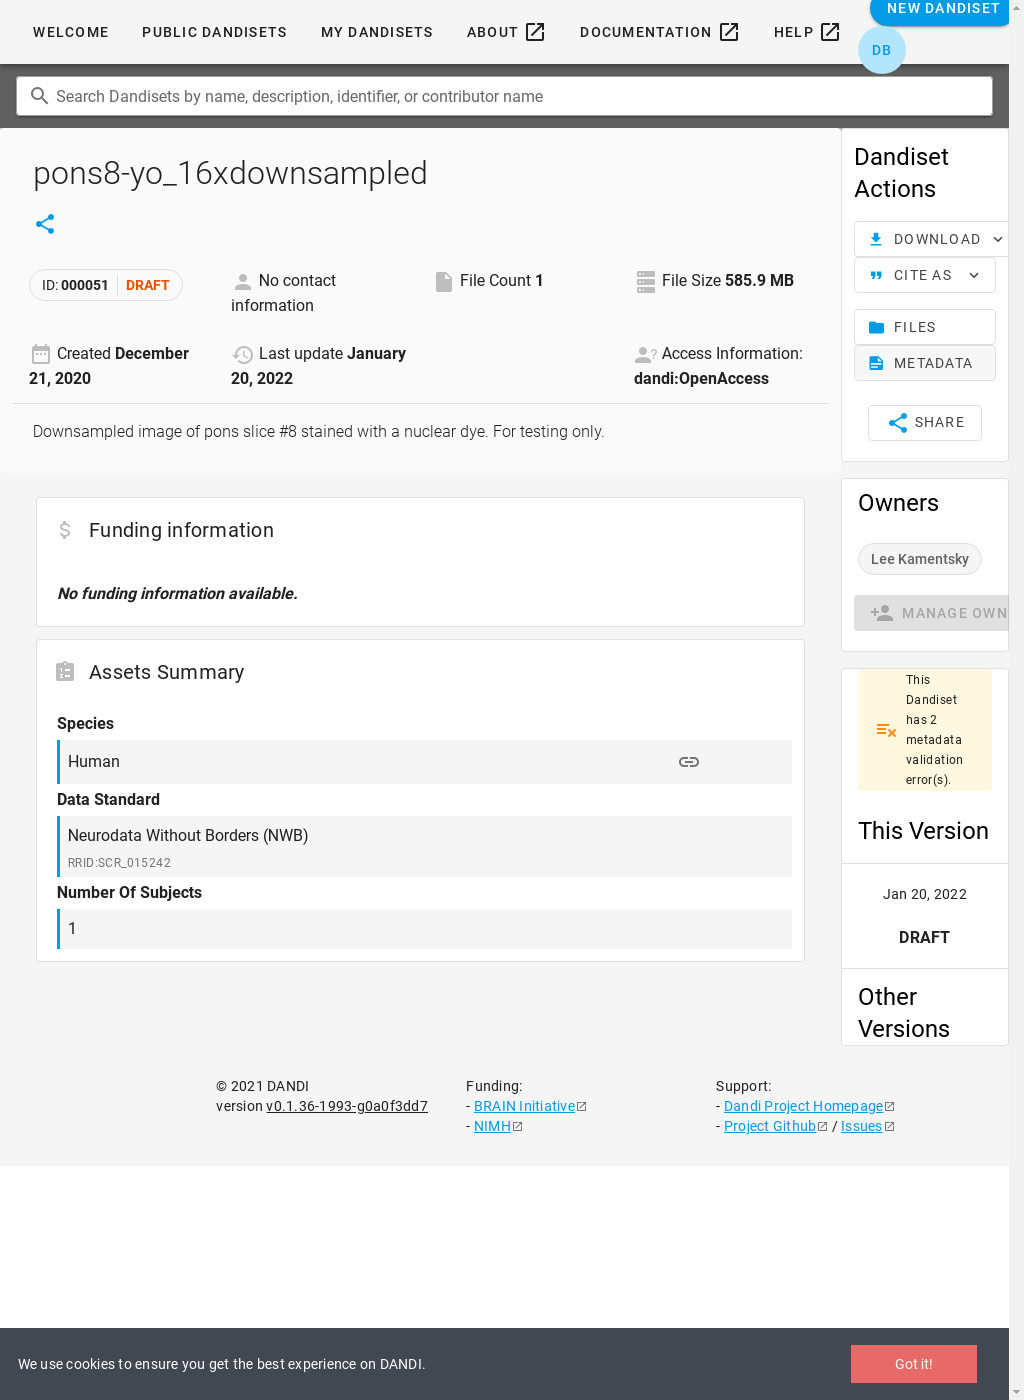 WELCOME
PUBLIC DANDISETS
MY DANDISETS
ABOUT
DOCUMENTATION
HELP
NEW DANDISET
DB
Search Dandisets by name, description, identifier, or contributor name
pons8-yo_16xdownsampled
ID: 000051 DRAFT
No contact
information
File Count 1
File Size 585.9 MB
Created December
21, 2020
Last update January
20, 2022
Access Information:
dandi:OpenAccess
Downsampled image of pons slice #8 stained with a nuclear dye. For testing only.
Funding information
No funding information available.
Assets Summary
Species
Human
Data Standard
Neurodata Without Borders (NWB)
RRID:SCR_015242
Number Of Subjects
1
Dandiset
Actions
DOWNLOAD
CITE AS
FILES
METADATA
SHARE
Owners
Lee Kamentsky
MANAGE OWN
This
Dandiset
has 2
metadata
validation
error(s).
This Version
Jan 20, 2022
DRAFT
Other
Versions
© 2021 DANDI
version v0.1.36-1993-g0a0f3dd7
Funding:
- BRAIN Initiative
- NIMH
Support:
- Dandi Project Homepage
- Project Github / Issues
We use cookies to ensure you get the best experience on DANDI.
Got it!